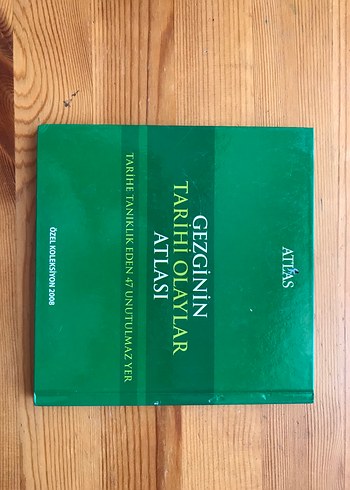 ATLAS
GEZGİNİN
TARİHİ OLAYLAR
ATLASI
TARİHE TANIKLIK EDEN 47 UNUTULMAZ YER
ÖZEL KOLEKSİYON 2008